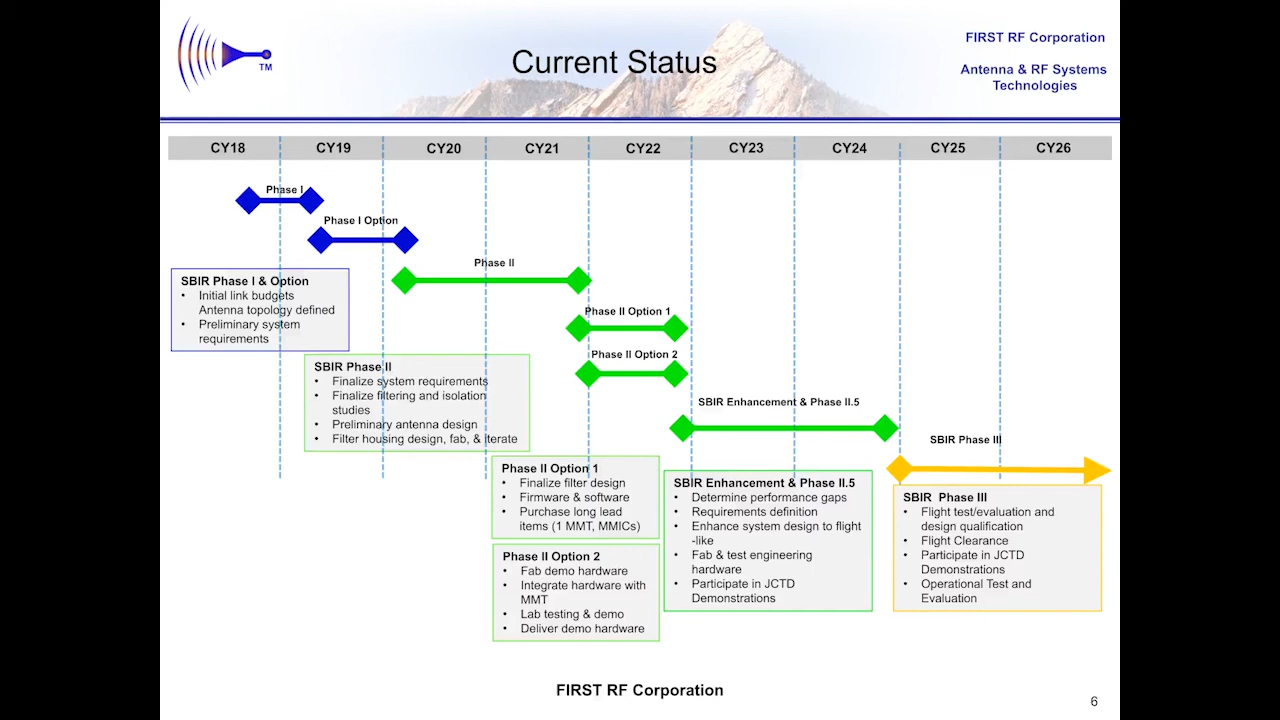 TM
Current Status
FIRST RF Corporation
Antenna & RF Systems
Technologies
CY18 CY19 CY20 CY21 CY22 CY23 CY24 CY25 CY26
Phase I
Phase I Option
Phase II
SBIR Phase I & Option
• Initial link budgets
Antenna topology defined
• Preliminary system
requirements
Phase II Option 1
Phase II Option 2
SBIR Phase II
• Finalize system requirements
• Finalize filtering and isolation
studies
• Preliminary antenna design
• Filter housing design, fab, & iterate
SBIR Enhancement & Phase II.5
SBIR Phase III
Phase II Option 1
• Finalize filter design
• Firmware & software
• Purchase long lead
items (1 MMT, MMICs)
Phase II Option 2
• Fab demo hardware
• Integrate hardware with
MMT
• Lab testing & demo
• Deliver demo hardware
SBIR Enhancement & Phase II.5
• Determine performance gaps
• Requirements definition
• Enhance system design to flight
-like
• Fab & test engineering
hardware
• Participate in JCTD
Demonstrations
SBIR Phase III
• Flight test/evaluation and
design qualification
• Flight Clearance
• Participate in JCTD
Demonstrations
• Operational Test and
Evaluation
FIRST RF Corporation
6